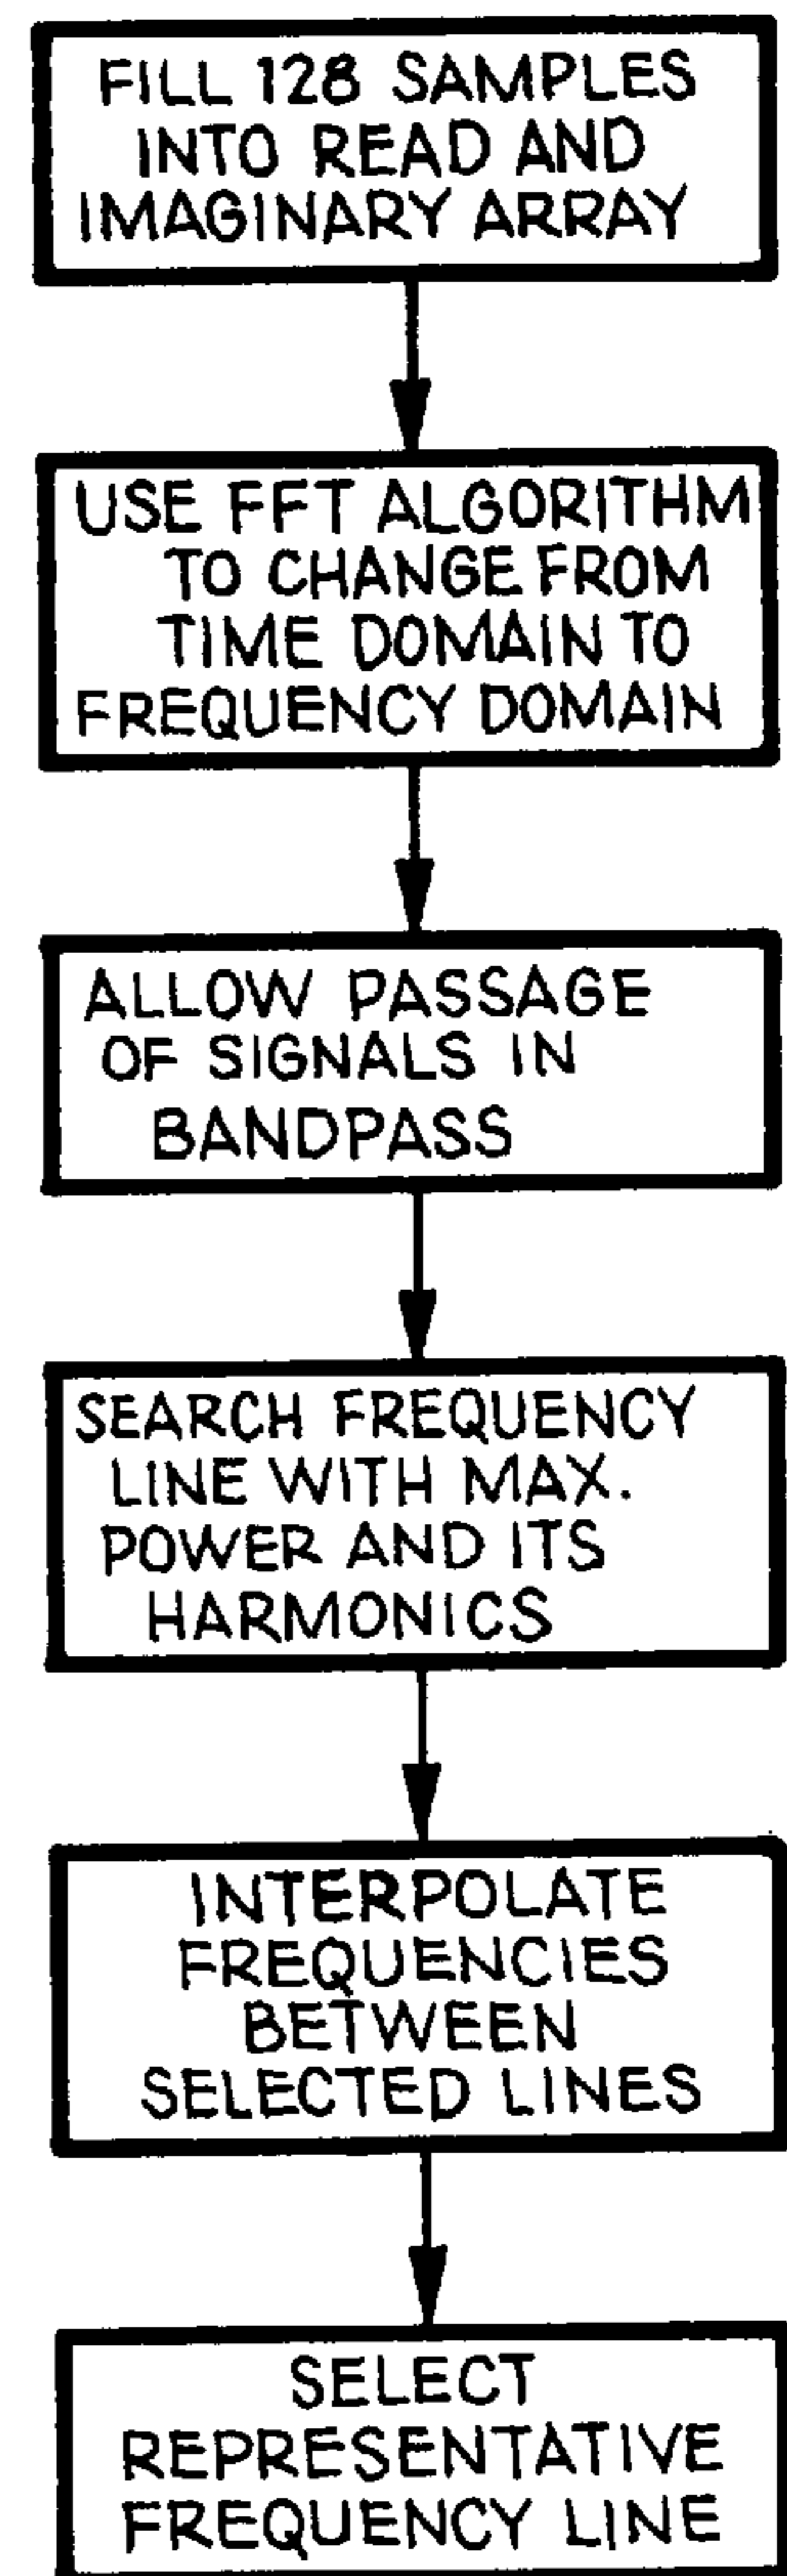 FILL 128 SAMPLES
INTO READ AND
IMAGINARY ARRAY
USE FFT ALGORITHM
TO CHANGE FROM
TIME DOMAIN TO
FREQUENCY DOMAIN
ALLOW PASSAGE
OF SIGNALS IN
BANDPASS
SEARCH FREQUENCY
LINE WITH MAX.
POWER AND ITS
HARMONICS
INTERPOLATE
FREQUENCIES
BETWEEN
SELECTED LINES
SELECT
REPRESENTATIVE
FREQUENCY LINE